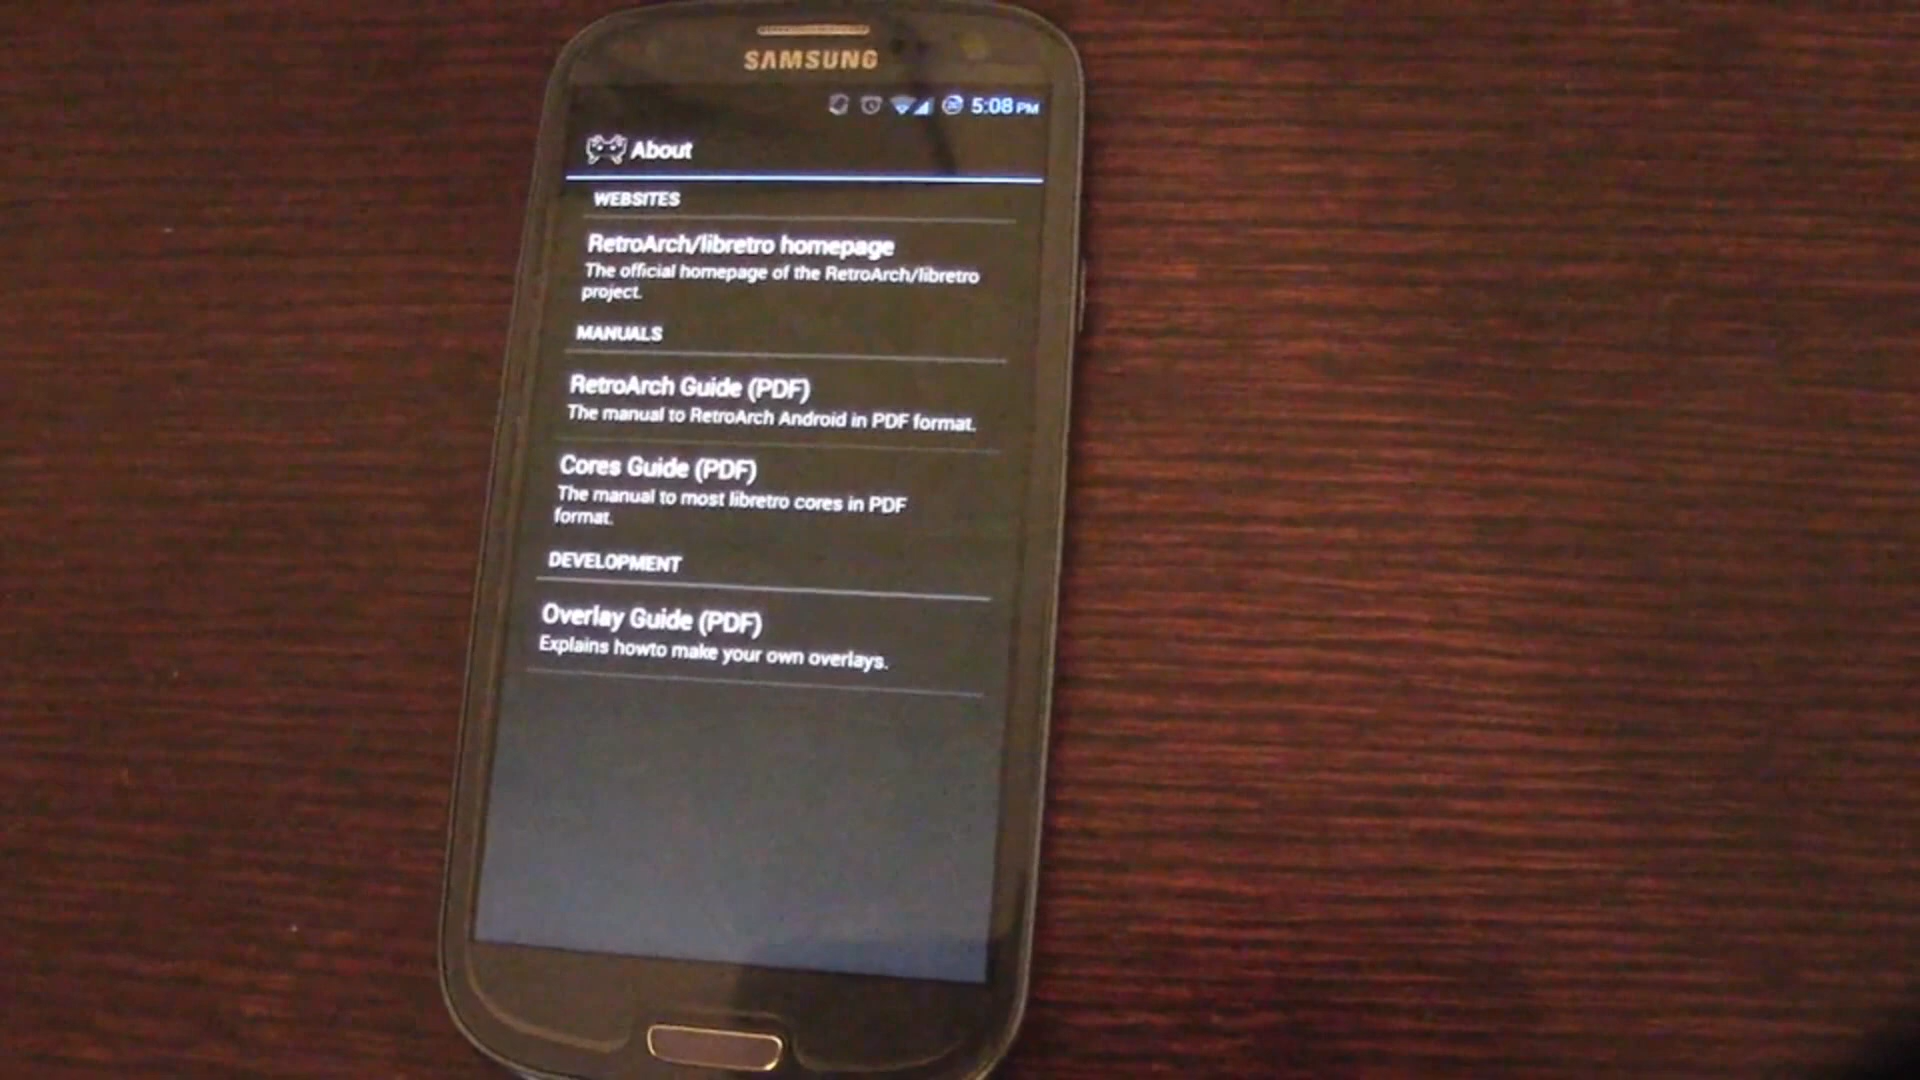 SAMSUNG
5:08 PM
About
WEBSITES
RetroArch/libretro homepage
The official homepage of the RetroArch/libretro
project.
MANUALS
RetroArch Guide (PDF)
The manual to RetroArch Android in PDF format.
Cores Guide (PDF)
The manual to most libretro cores in PDF
format.
DEVELOPMENT
Overlay Guide (PDF)
Explains howto make your own overlays.